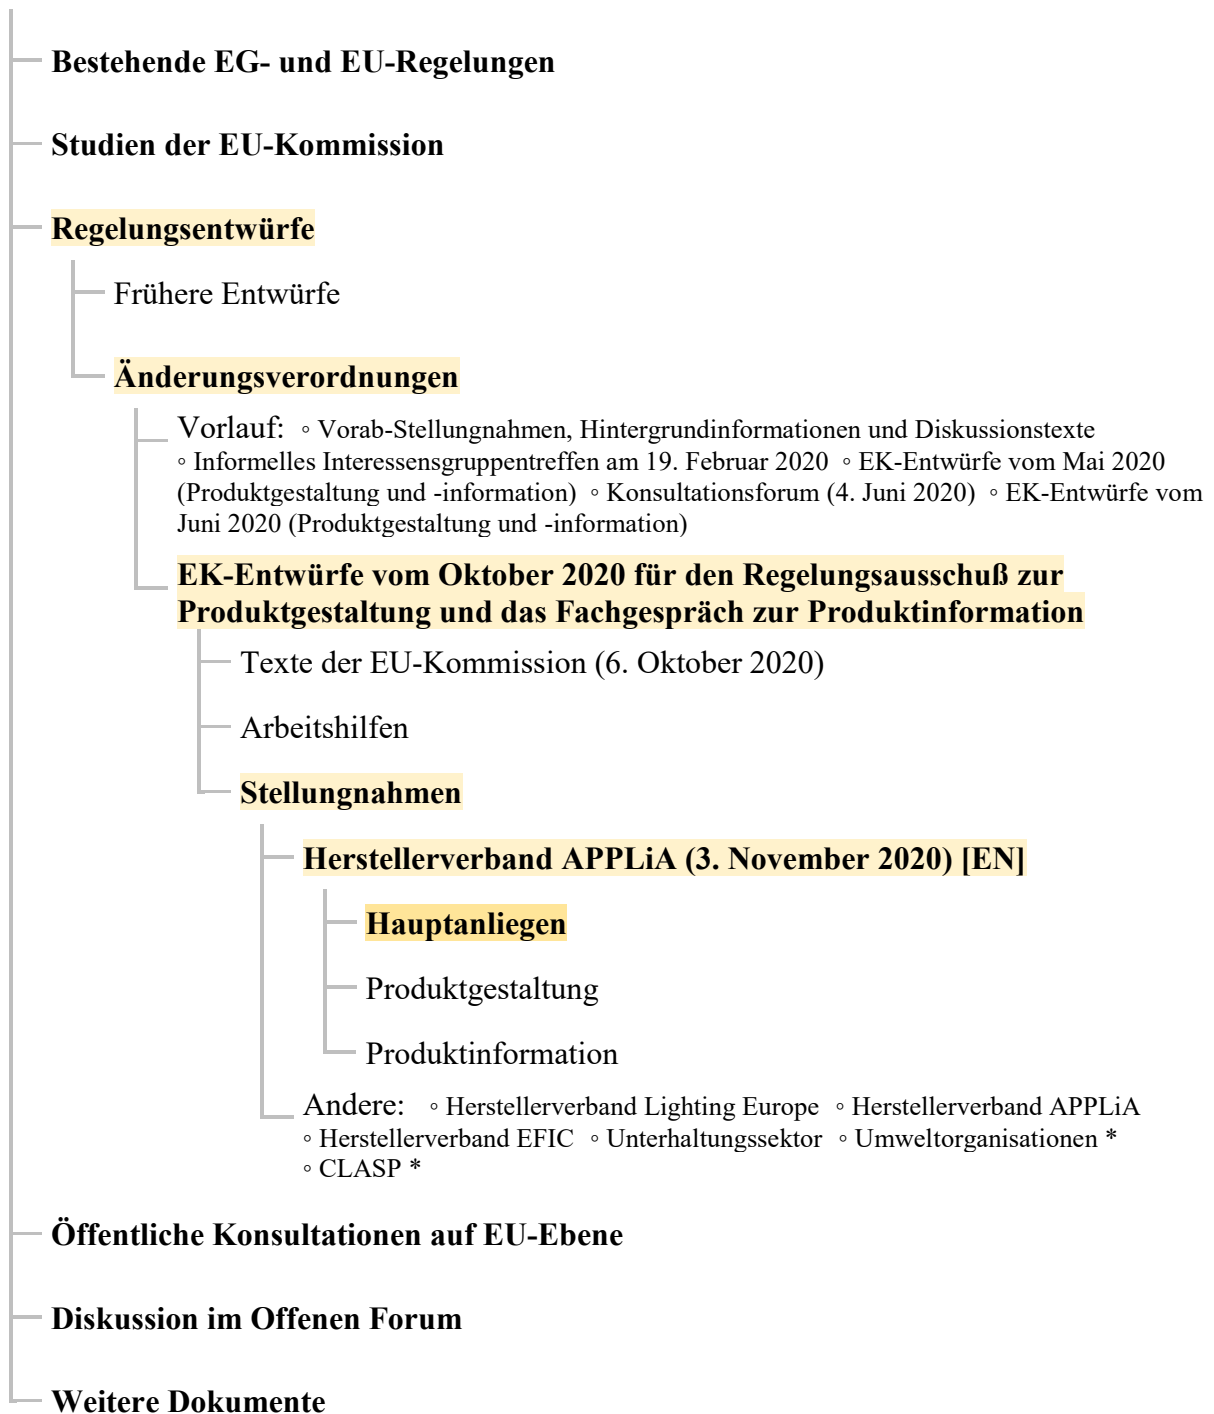 Bestehende EG- und EU-Regelungen
Studien der EU-Kommission
Regelungsentwürfe
Frühere Entwürfe
Änderungsverordnungen
Vorlauf: ◦ Vorab-Stellungnahmen, Hintergrundinformationen und Diskussionstexte
◦ Informelles Interessensgruppentreffen am 19. Februar 2020 ◦ EK-Entwürfe vom Mai 2020
(Produktgestaltung und -information) ◦ Konsultationsforum (4. Juni 2020) ◦ EK-Entwürfe vom
Juni 2020 (Produktgestaltung und -information)
EK-Entwürfe vom Oktober 2020 für den Regelungsausschuß zur
Produktgestaltung und das Fachgespräch zur Produktinformation
Texte der EU-Kommission (6. Oktober 2020)
Arbeitshilfen
Stellungnahmen
Herstellerverband APPLiA (3. November 2020) [EN]
Hauptanliegen
Produktgestaltung
Produktinformation
Andere: ◦ Herstellerverband Lighting Europe ◦ Herstellerverband APPLiA
◦ Herstellerverband EFIC ◦ Unterhaltungssektor ◦ Umweltorganisationen *
◦ CLASP *
Öffentliche Konsultationen auf EU-Ebene
Diskussion im Offenen Forum
Weitere Dokumente